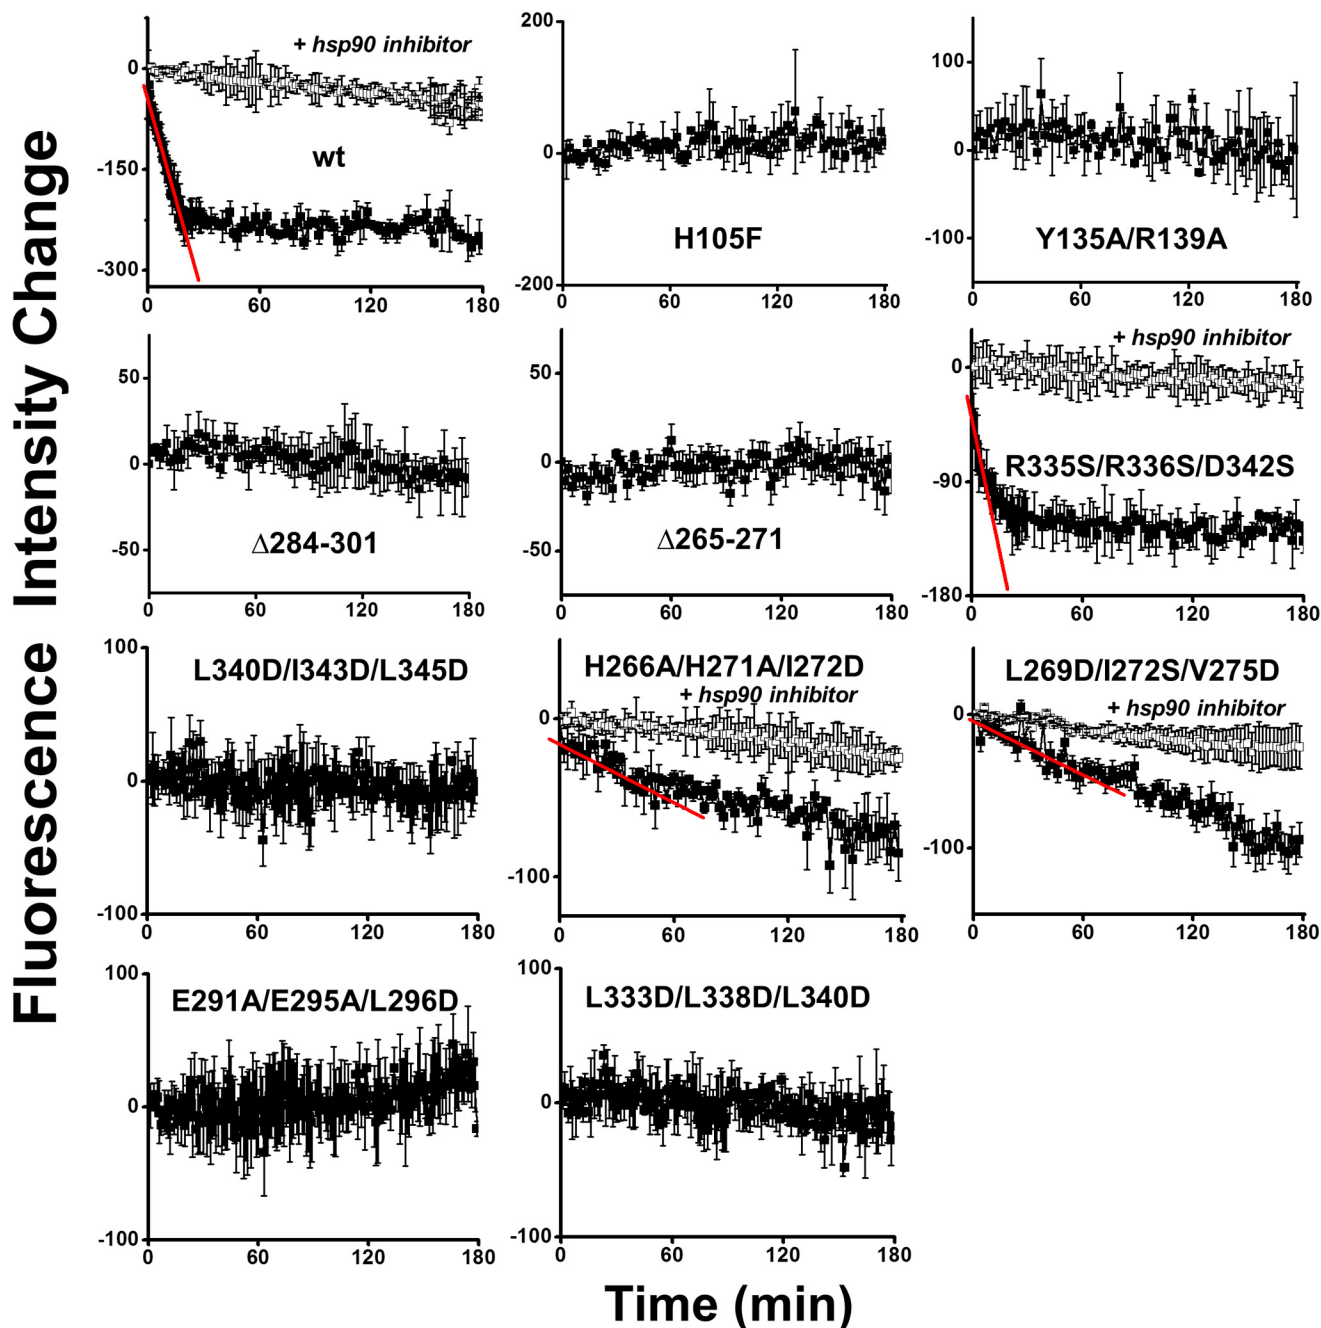 Fluorescence Intensity Change
+ hsp90 inhibitor
wt
0
-150
-300
0 60 120 180
200
0
-200
H105F
0 60 120 180
100
0
-100
Y135A/R139A
0 60 120 180
50
0
-50
Δ284-301
0 60 120 180
50
0
-50
Δ265-271
0 60 120 180
+ hsp90 inhibitor
0
-90
-180
R335S/R336S/D342S
0 60 120 180
100
0
-100
L340D/I343D/L345D
0 60 120 180
H266A/H271A/I272D
+ hsp90 inhibitor
0
-100
0 60 120 180
L269D/I272S/V275D
+ hsp90 inhibitor
0
-100
0 60 120 180
100
0
-100
E291A/E295A/L296D
0 60 120 180
100
0
-100
L333D/L338D/L340D
0 60 120 180
Time (min)